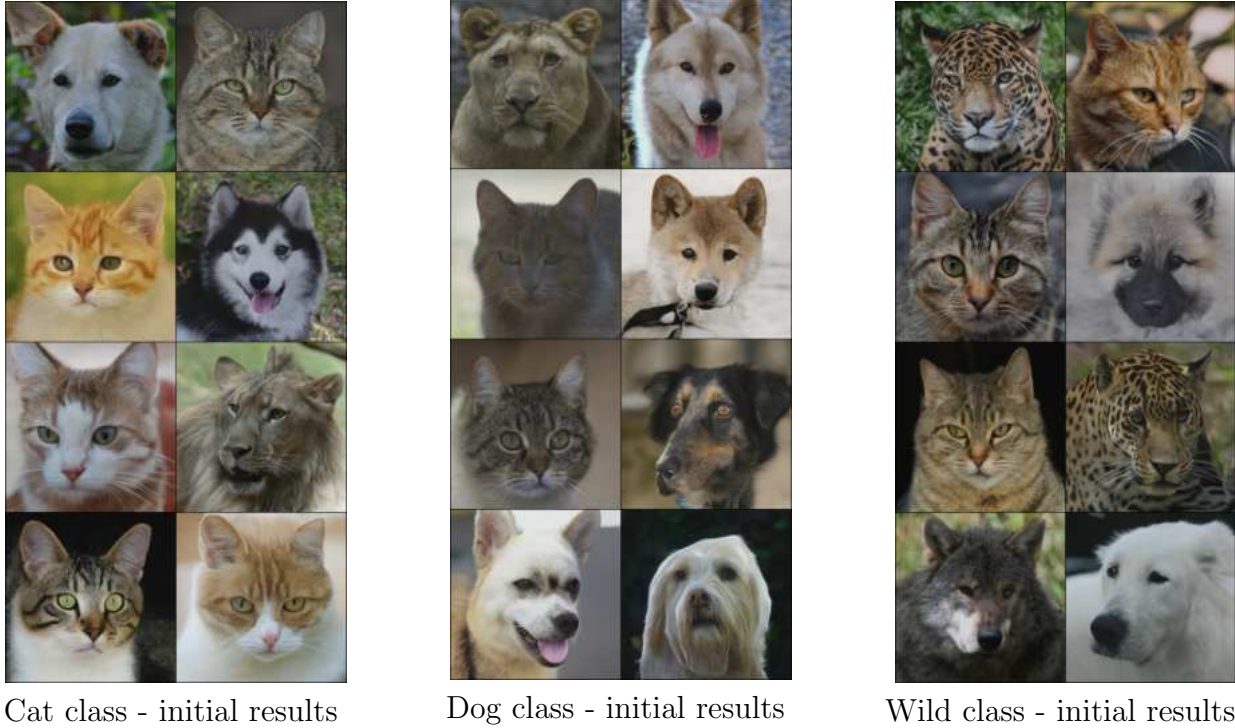 Cat class - initial results
Dog class - initial results
Wild class - initial results